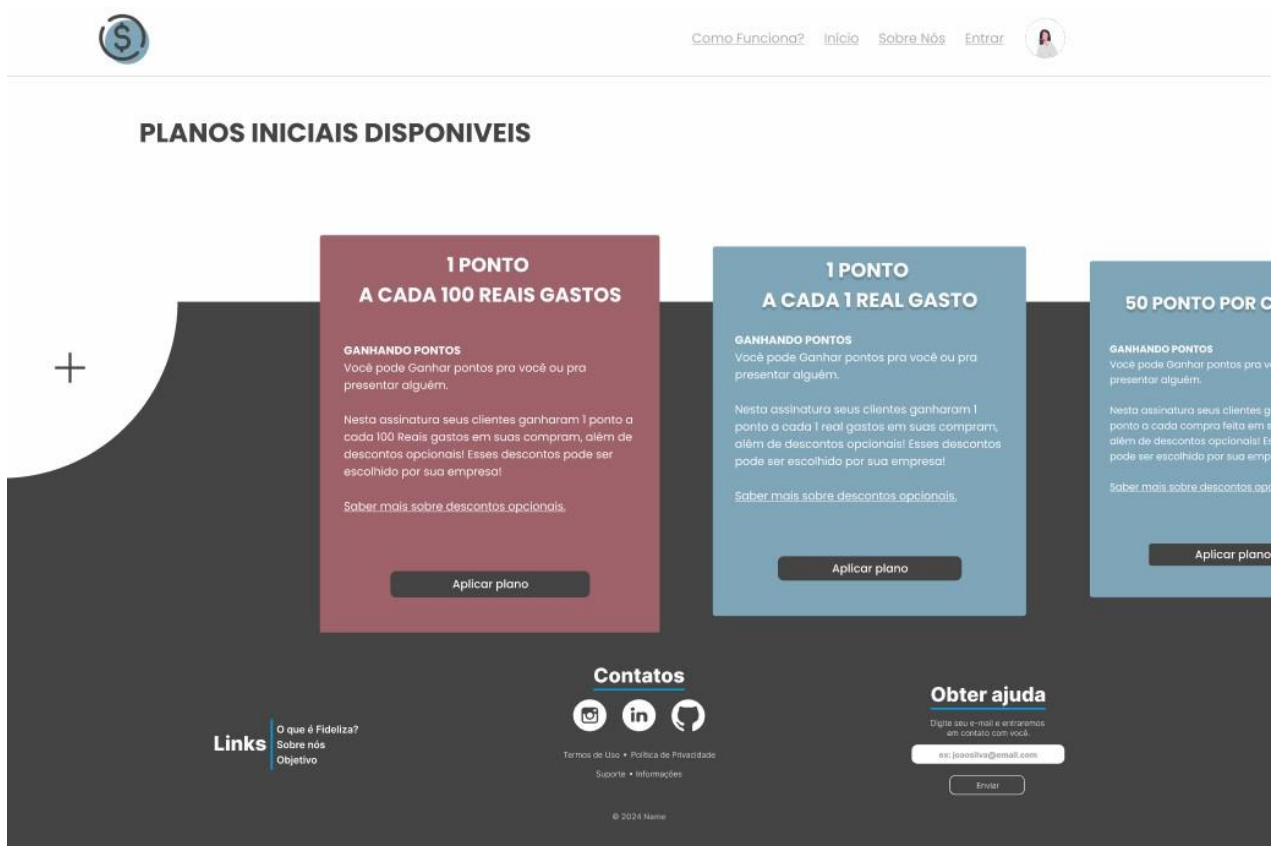 $
Como Funciona? Início Sobre Nós Entrar
PLANOS INICIAIS DISPONIVEIS
1 PONTO
A CADA 100 REAIS GASTOS
GANHANDO PONTOS
Você pode Ganhar pontos pra você ou pra
presentar alguém.
Nesta assinatura seus clientes ganharam 1 ponto a
cada 100 Reais gastos em suas compram, além de
descontos opcionais! Esses descontos pode ser
escolhido por sua empresa!
Saber mais sobre descontos opcionais.
Aplicar plano
1 PONTO
A CADA 1 REAL GASTO
GANHANDO PONTOS
Você pode Ganhar pontos pra você ou pra
presentar alguém.
Nesta assinatura seus clientes ganharam 1
ponto a cada 1 real gastos em suas compram,
além de descontos opcionais! Esses descontos
pode ser escolhido por sua empresa!
Saber mais sobre descontos opcionais.
Aplicar plano
50 PONTO POR
GANHANDO PONTOS
Você pode Ganhar pontos pra
presentar alguém.
Nesta assinatura seus clientes
ponto a cada compra feita em
além de descontos opcionais!
pode ser escolhido por sua
Saber mais sobre descontos
Aplicar plano
Links
O que é Fideliza?
Sobre nós
Objetivo
Contatos
in
Termos de Uso • Política de Privacidade
Suporte • Informações
© 2024 Name
Obter ajuda
Digite seu e-mail e entraremos
em contato com você.
ex: joaosilva@email.com
Enviar